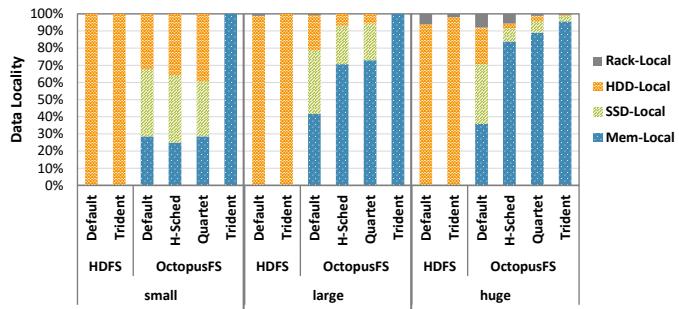 Data Locality
100%
90%
80%
70%
60%
50%
40%
30%
20%
10%
0%
Rack-Local
HDD-Local
SSD-Local
Mem-Local
Default
Trident
Default
H-Sched
Quartet
Trident
Default
Trident
Default
H-Sched
Quartet
Trident
Default
Trident
Default
H-Sched
Quartet
Trident
HDFS OctopusFS HDFS OctopusFS HDFS OctopusFS
small large huge